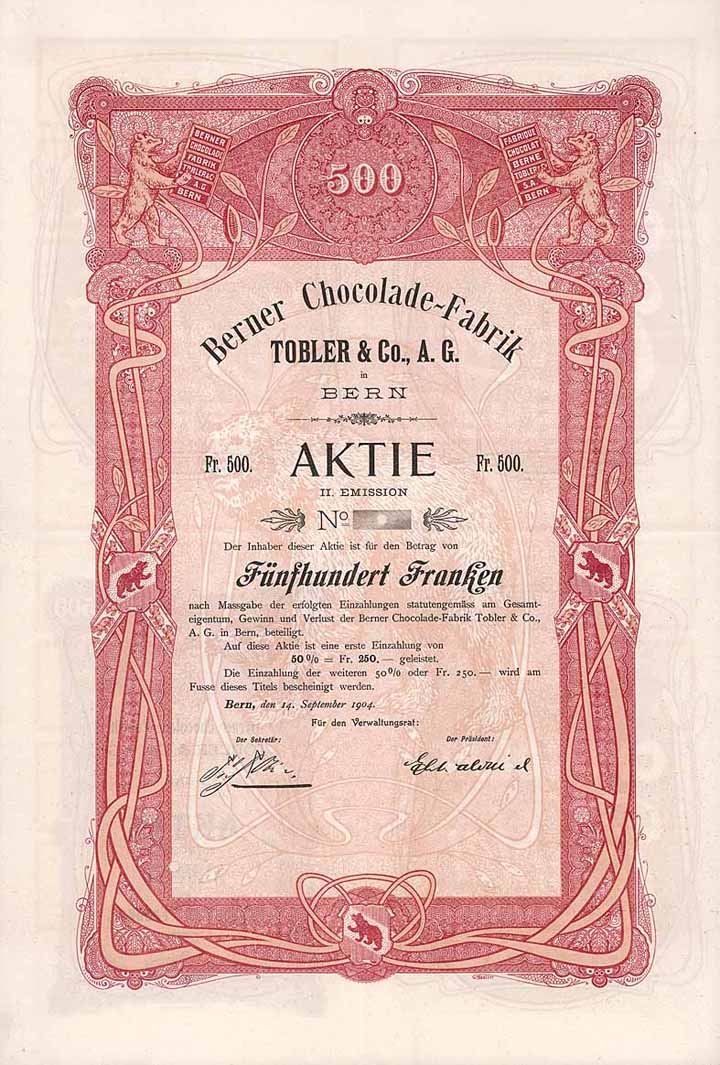 500
BERNER
CHOCOLADE
FABRIK
TOBLER & Co
A G
BERN
FABRIQUE
CHOCOLAT
BERNE
TOBLER
S. A.
BERN
Berner Chocolade-Fabrik
TOBLER & Co., A. G.
in
BERN
Fr. 500. AKTIE Fr. 500.
II. EMISSION
No
Der Inhaber dieser Aktie ist für den Betrag von
Fünfhundert Franken
nach Massgabe der erfolgten Einzahlungen statutengemäss am Gesamt-
eigentum, Gewinn und Verlust der Berner Chocolade-Fabrik Tobler & Co.,
A. G. in Bern, beteiligt.
Auf diese Aktie ist eine erste Einzahlung von
50% = Fr. 250.— geleistet.
Die Einzahlung der weiteren 50% oder Fr. 250.— wird am
Fusse dieses Titels bescheinigt werden.
Bern, den 14. September 1904.
Für den Verwaltungsrat:
Der Sekretär: Der Präsident: